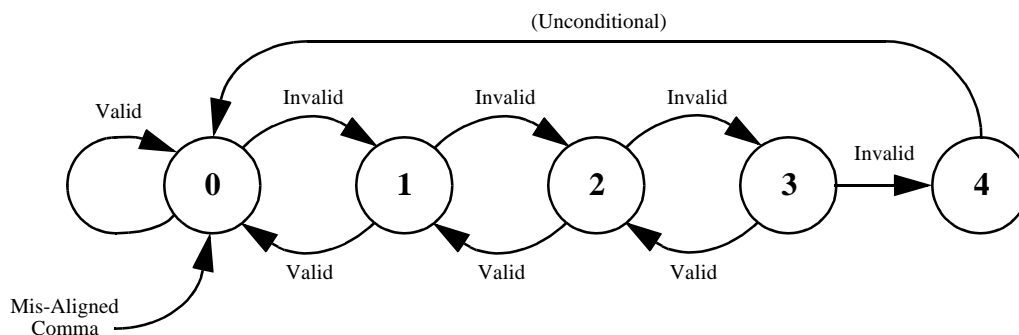 (Unconditional)
Valid
Invalid
Invalid
Invalid
Invalid
0
1
2
3
4
Valid
Valid
Valid
Mis-Aligned
Comma